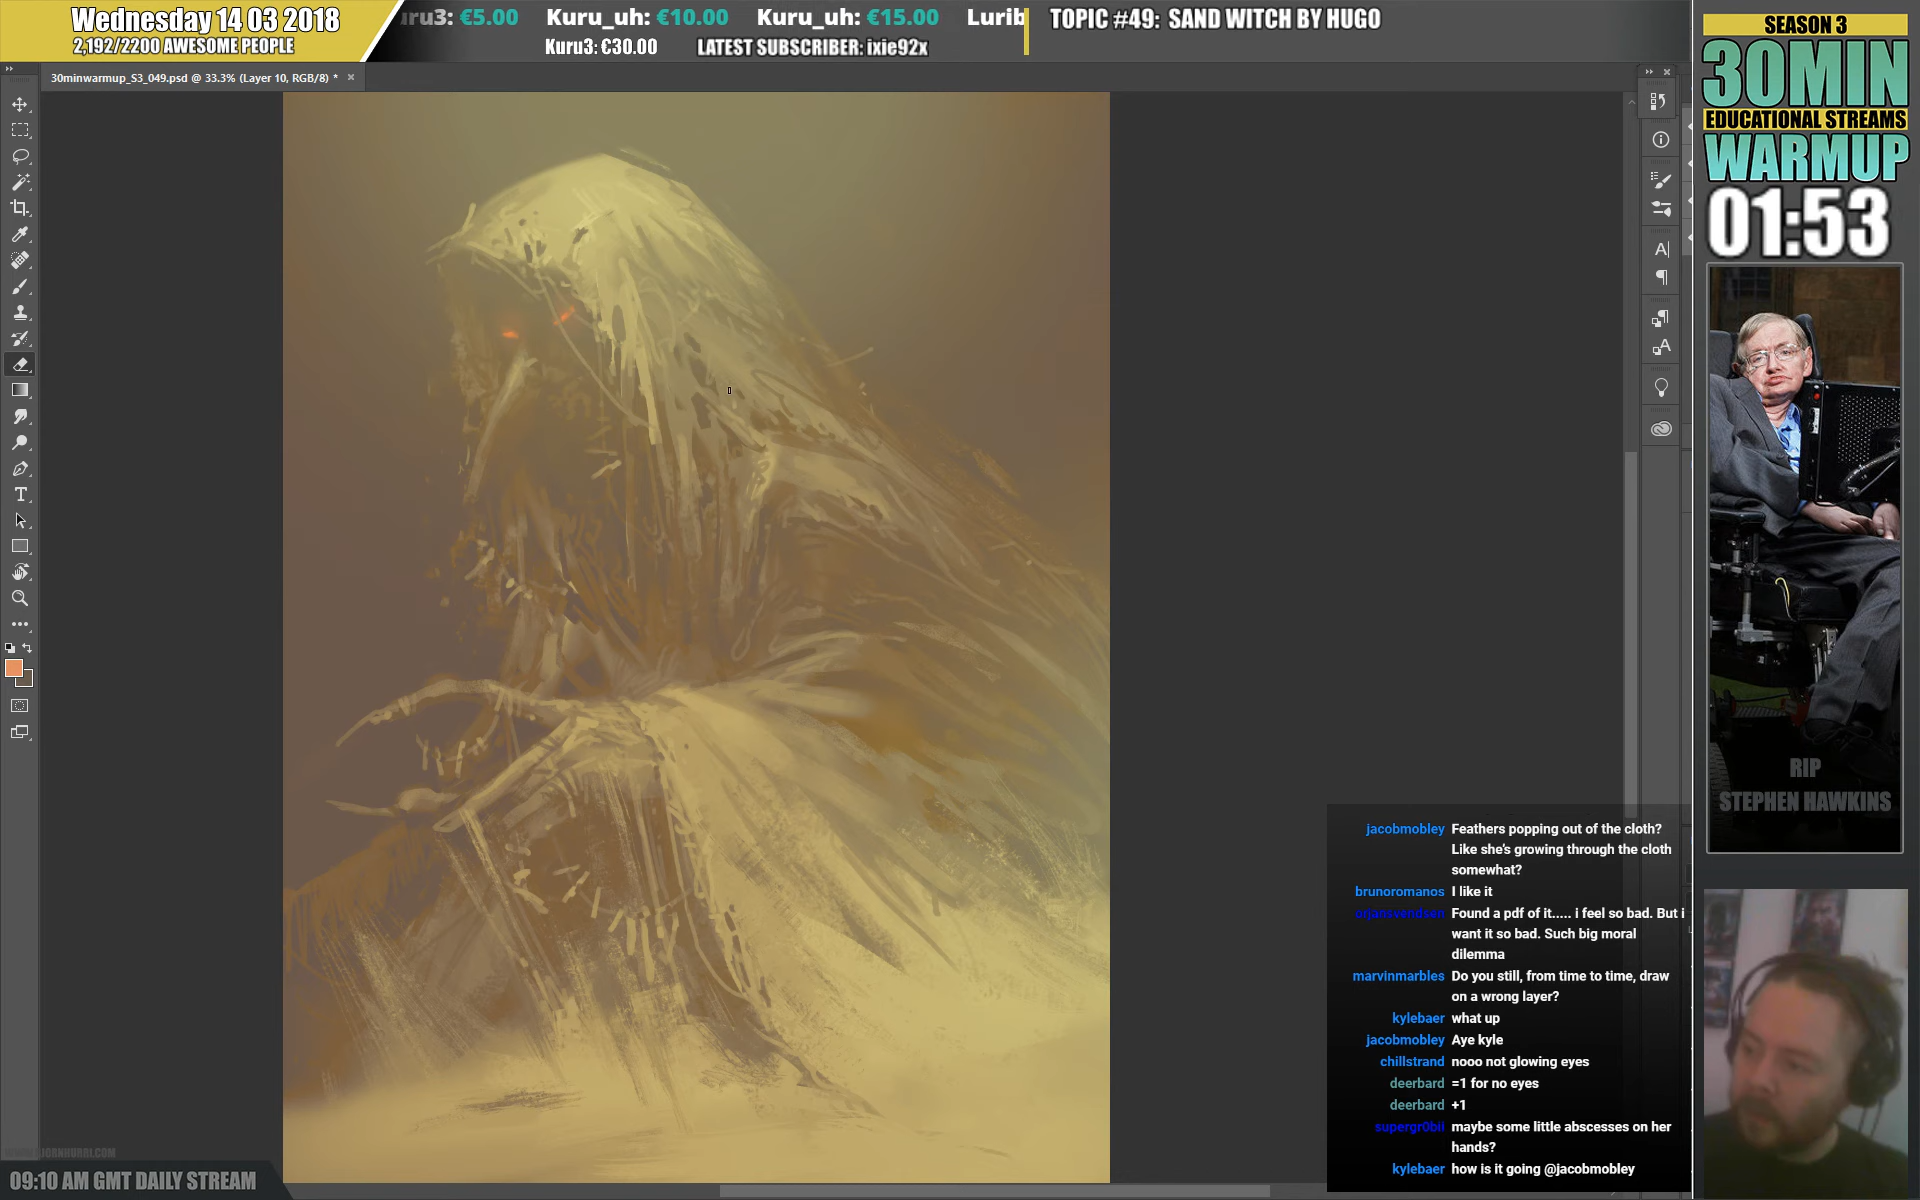 Wednesday 14 03 2018
2,192/2200 AWESOME PEOPLE
uru3: €5.00 Kuru_uh: €10.00 Kuru_uh: €15.00 Lurib
Kuru3: €30.00 LATEST SUBSCRIBER: ixie92x
TOPIC #49: SAND WITCH BY HUGO
SEASON 3
30MIN
EDUCATIONAL STREAMS
WARMUP
01:53
30minwarmup_S3_049.psd @ 33.3% (Layer 10, RGB/8) *
RIP
STEPHEN HAWKINS
jacobmobley Feathers popping out of the cloth?
Like she's growing through the cloth
somewhat?
brunoromanos I like it
orjansvendsen Found a pdf of it..... i feel so bad. But i
want it so bad. Such big moral
dilemma
marvinmarbles Do you still, from time to time, draw
on a wrong layer?
kylebaer what up
jacobmobley Aye kyle
chillstrand nooo not glowing eyes
deerbard =1 for no eyes
deerbard +1
supergr0bii maybe some little abscesses on her
hands?
kylebaer how is it going @jacobmobley
09:10 AM GMT DAILY STREAM